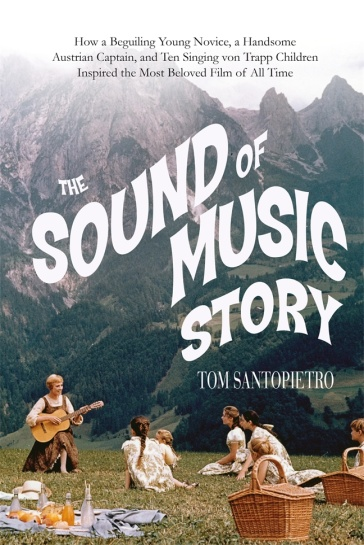 How a Beguiling Young Novice, a Handsome
Austrian Captain, and Ten Singing von Trapp Children
Inspired the Most Beloved Film of All Time
THE
SOUND OF
MUSIC
STORY
TOM SANTOPIETRO